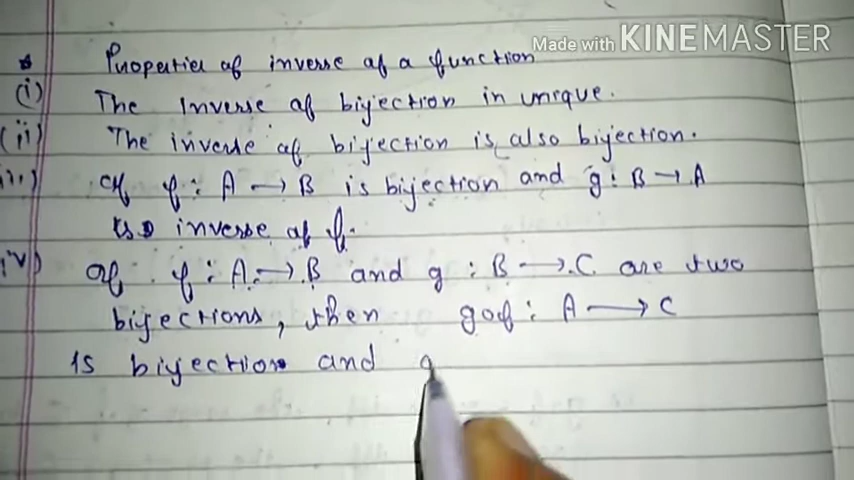 Made with KINEMASTER
Properties of inverse of a function
(i) The Inverse of bijection is unique.
(ii) The inverse of bijection is also bijection.
iii) If f : A → B is bijection and g : B → A
is inverse of f.
iv) If f : A → B and g : B → C are two
bijections, then gof : A → C
is bijection and